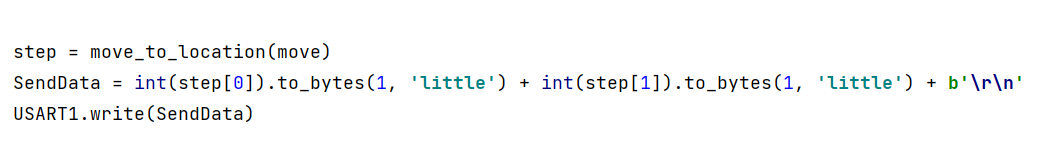 step = move_to_location(move)
SendData = int(step[0]).to_bytes(1, 'little') + int(step[1]).to_bytes(1, 'little') + b'\r\n'
USART1.write(SendData)